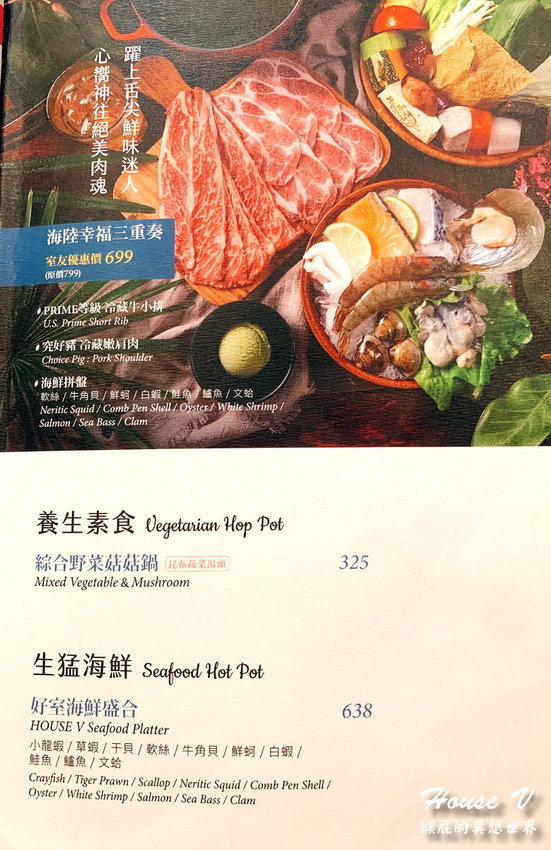 躍上舌尖鮮味迷人
心嚮神往絕美肉魂
海陸幸福三重奏
室友優惠價 699
(原價799)
PRIME等級 冷藏牛小排
U.S. Prime Short Rib
究好豬 冷藏嫩肩肉
Choice Pig : Pork Shoulder
海鮮拼盤
軟絲 / 牛角貝 / 鮮蚵 / 白蝦 / 鮭魚 / 鱸魚 / 文蛤
Neritic Squid / Comb Pen Shell / Oyster / White Shrimp /
Salmon / Sea Bass / Clam
養生素食 Vegetarian Hop Pot
綜合野菜菇菇鍋 昆布蔬菜湯頭 325
Mixed Vegetable & Mushroom
生猛海鮮 Seafood Hot Pot
好室海鮮盛合 638
HOUSE V Seafood Platter
小龍蝦 / 草蝦 / 干貝 / 軟絲 / 牛角貝 / 鮮蚵 / 白蝦 /
鮭魚 / 鱸魚 / 文蛤
Crayfish / Tiger Prawn / Scallop / Neritic Squid / Comb Pen Shell /
Oyster / White Shrimp / Salmon / Sea Bass / Clam
House V
猴屁的異想世界